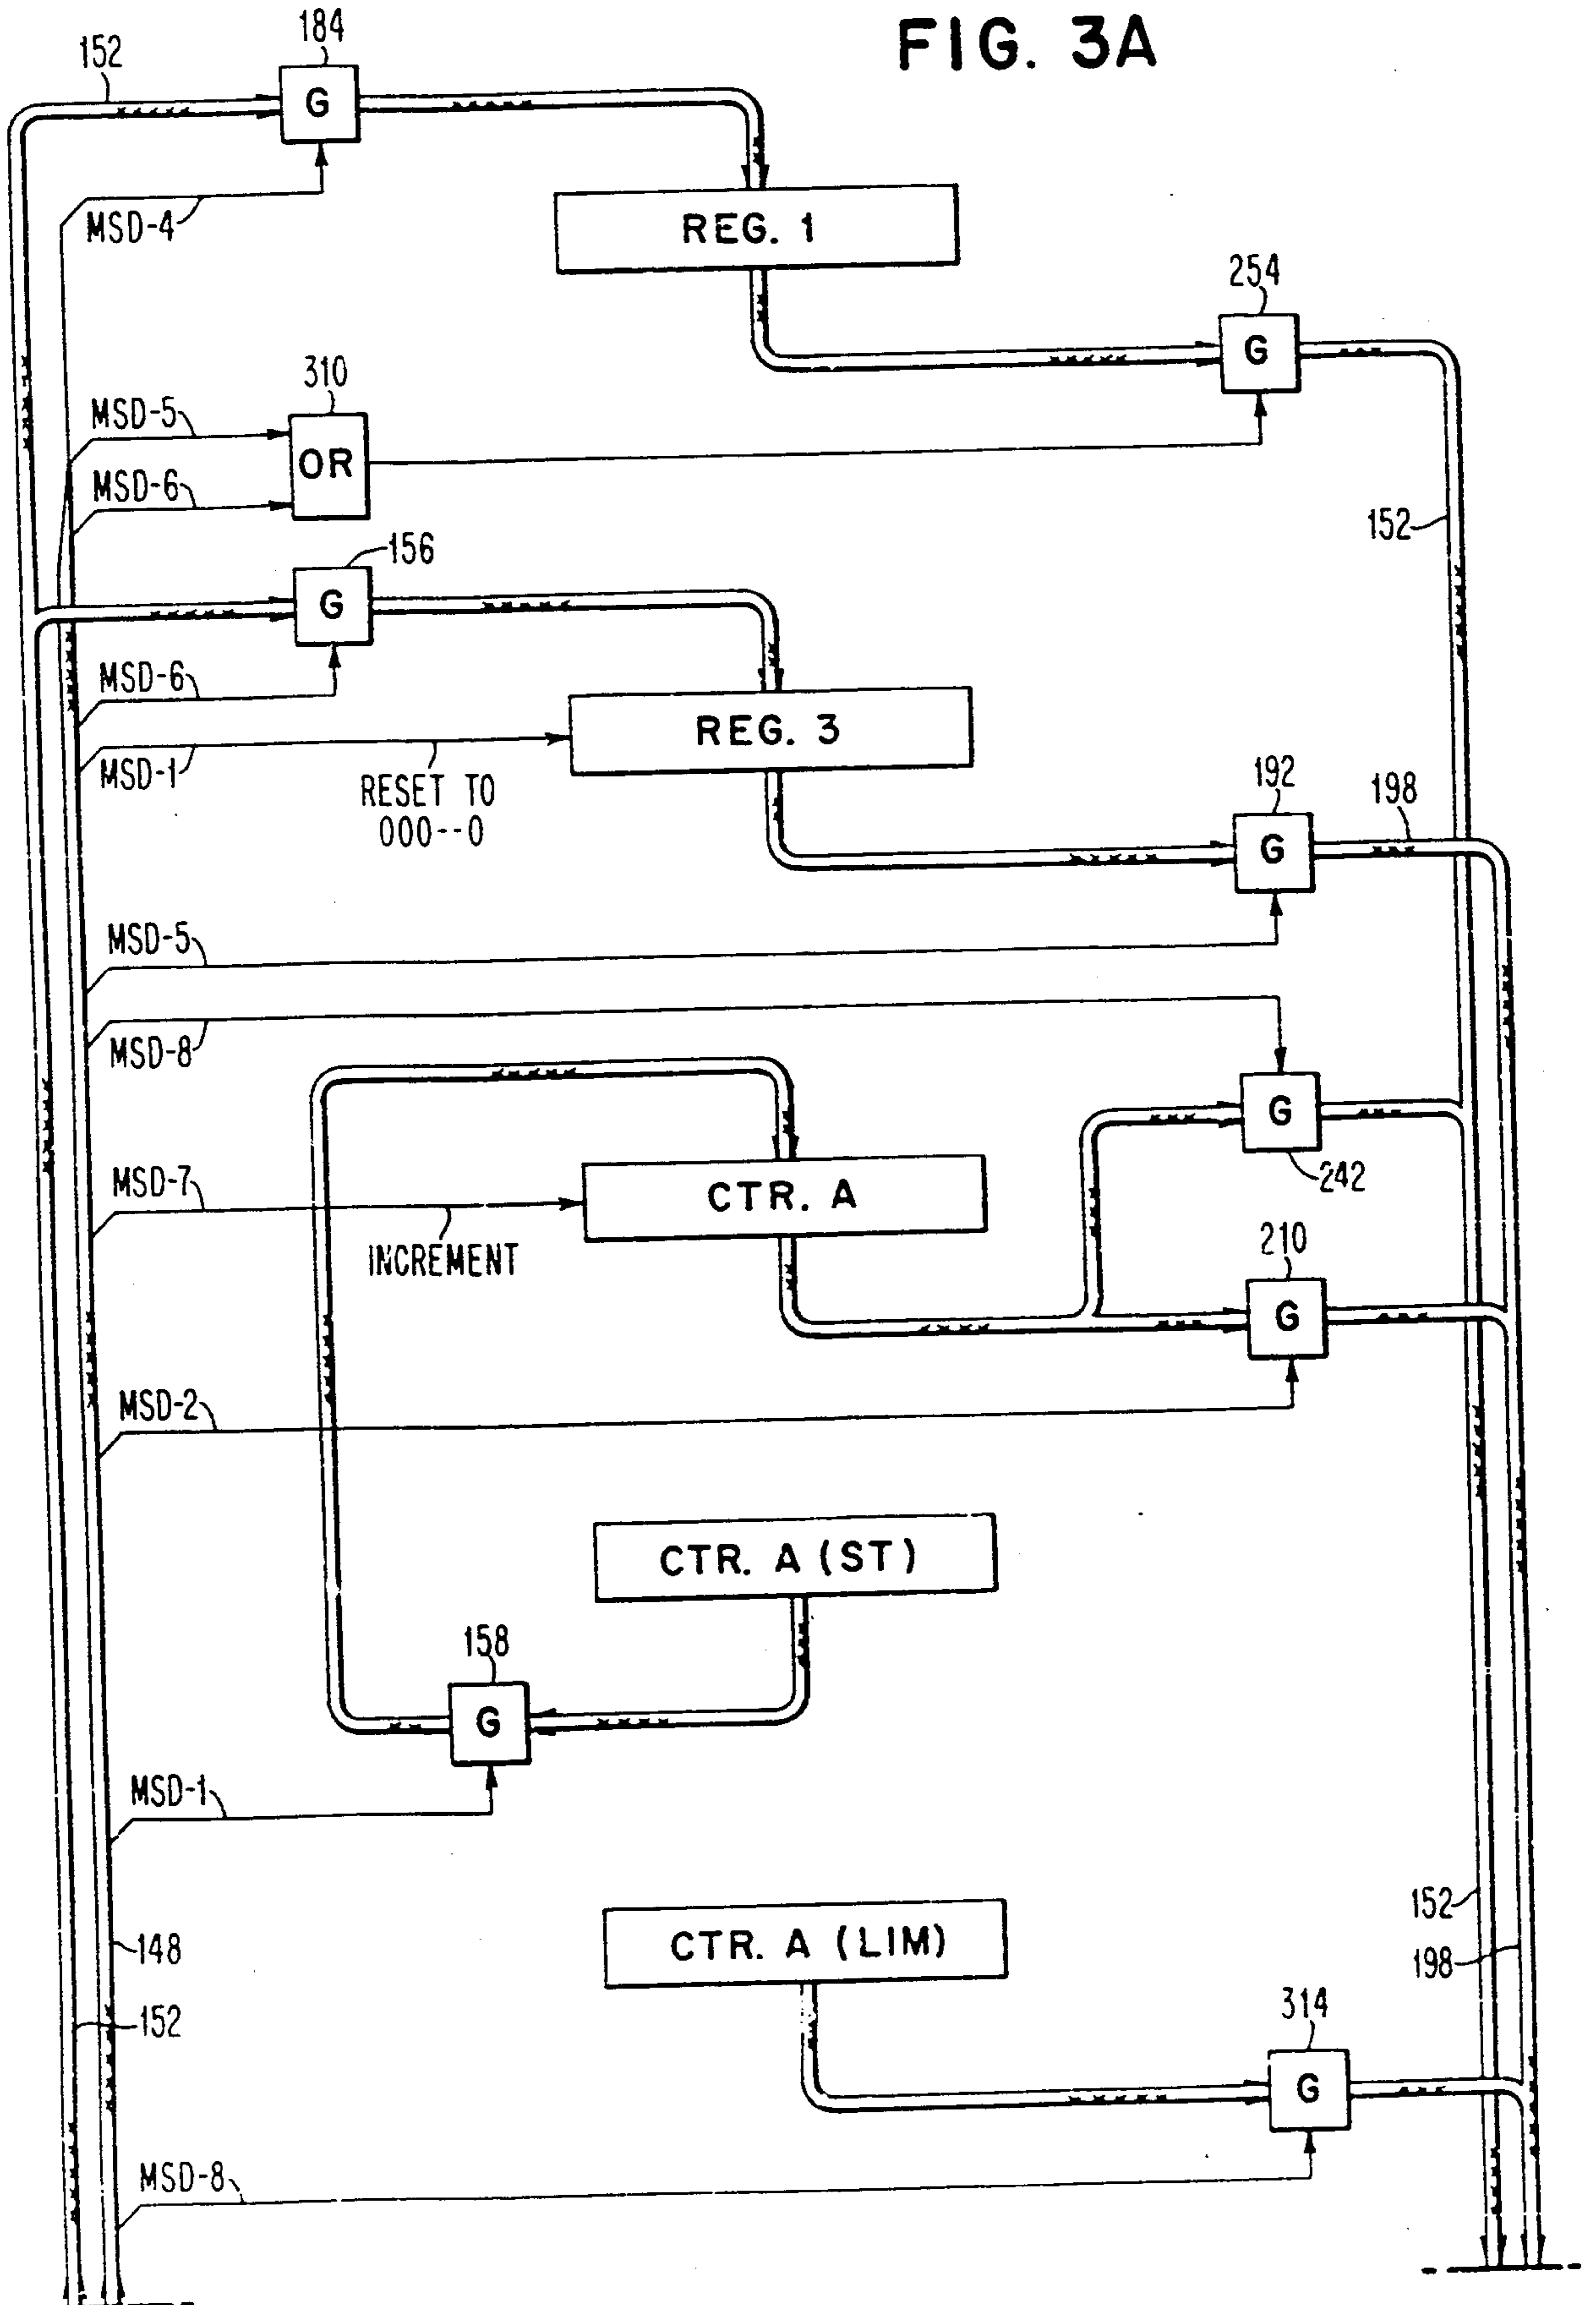 FIG. 3A
152
184
G
MSD-4
REG. 1
254
G
310
MSD-5
OR
MSD-6
152
156
G
MSD-6
REG. 3
MSD-1
RESET TO
000--0
192
198
G
MSD-5
MSD-8
G
242
MSD-7
CTR. A
INCREMENT
210
G
MSD-2
CTR. A (ST)
158
G
MSD-1
152
148
CTR. A (LIM)
198
152
314
G
MSD-8